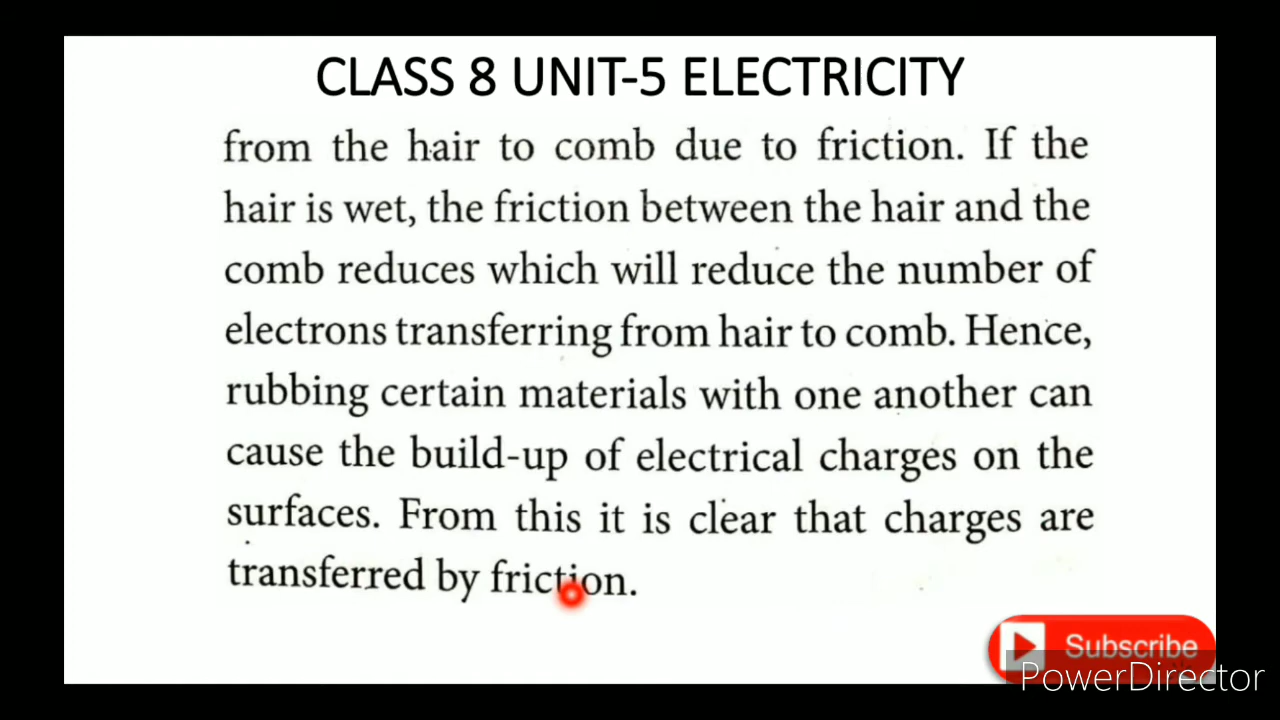 CLASS 8 UNIT-5 ELECTRICITY
from the hair to comb due to friction. If the
hair is wet, the friction between the hair and the
comb reduces which will reduce the number of
electrons transferring from hair to comb. Hence,
rubbing certain materials with one another can
cause the build-up of electrical charges on the
surfaces. From this it is clear that charges are
transferred by friction.
Subscribe
PowerDirector